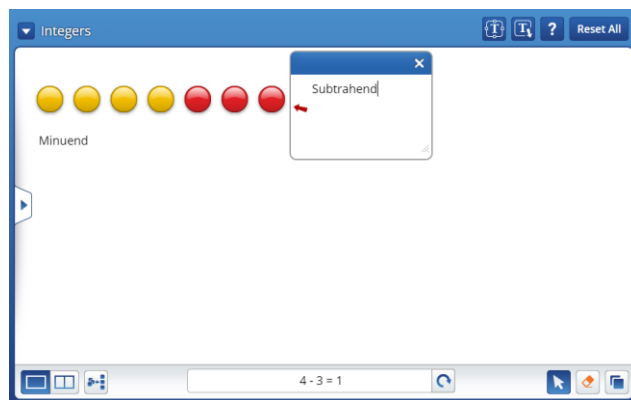 Integers
T
T
?
Reset All
Subtrahend
Minuend
4 - 3 = 1